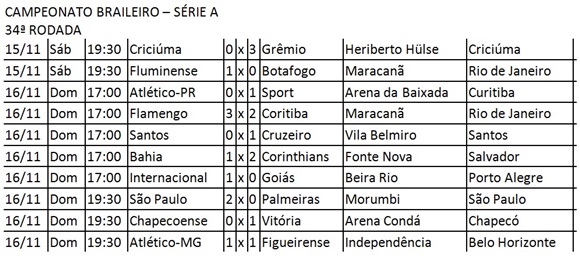 CAMPEONATO BRAILEIRO – SÉRIE A
34ª RODADA
15/11 Sáb 19:30 Criciúma 0 x 3 Grêmio Heriberto Hülse Criciúma
15/11 Sáb 19:30 Fluminense 1 x 0 Botafogo Maracanã Rio de Janeiro
16/11 Dom 17:00 Atlético-PR 0 x 1 Sport Arena da Baixada Curitiba
16/11 Dom 17:00 Flamengo 3 x 2 Coritiba Maracanã Rio de Janeiro
16/11 Dom 17:00 Santos 0 x 1 Cruzeiro Vila Belmiro Santos
16/11 Dom 17:00 Bahia 1 x 2 Corinthians Fonte Nova Salvador
16/11 Dom 17:00 Internacional 1 x 0 Goiás Beira Rio Porto Alegre
16/11 Dom 19:30 São Paulo 2 x 0 Palmeiras Morumbi São Paulo
16/11 Dom 19:30 Chapecoense 0 x 1 Vitória Arena Condá Chapecó
16/11 Dom 19:30 Atlético-MG 1 x 1 Figueirense Independência Belo Horizonte